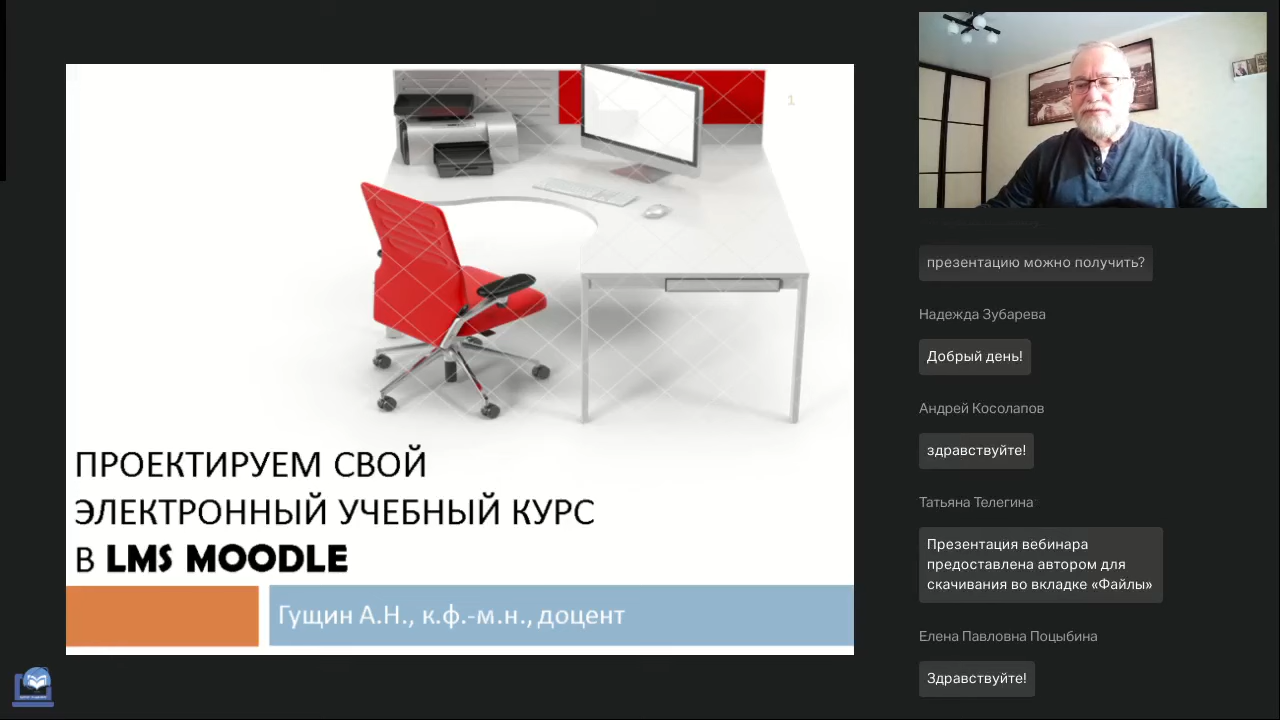 1
ПРОЕКТИРУЕМ СВОЙ
ЭЛЕКТРОННЫЙ УЧЕБНЫЙ КУРС
В LMS MOODLE
Гущин А.Н., к.ф.-м.н., доцент
презентацию можно получить?
Надежда Зубарева
Добрый день!
Андрей Косолапов
здравствуйте!
Татьяна Телегина
Презентация вебинара
предоставлена автором для
скачивания во вкладке «Файлы»
Елена Павловна Поцыбина
Здравствуйте!